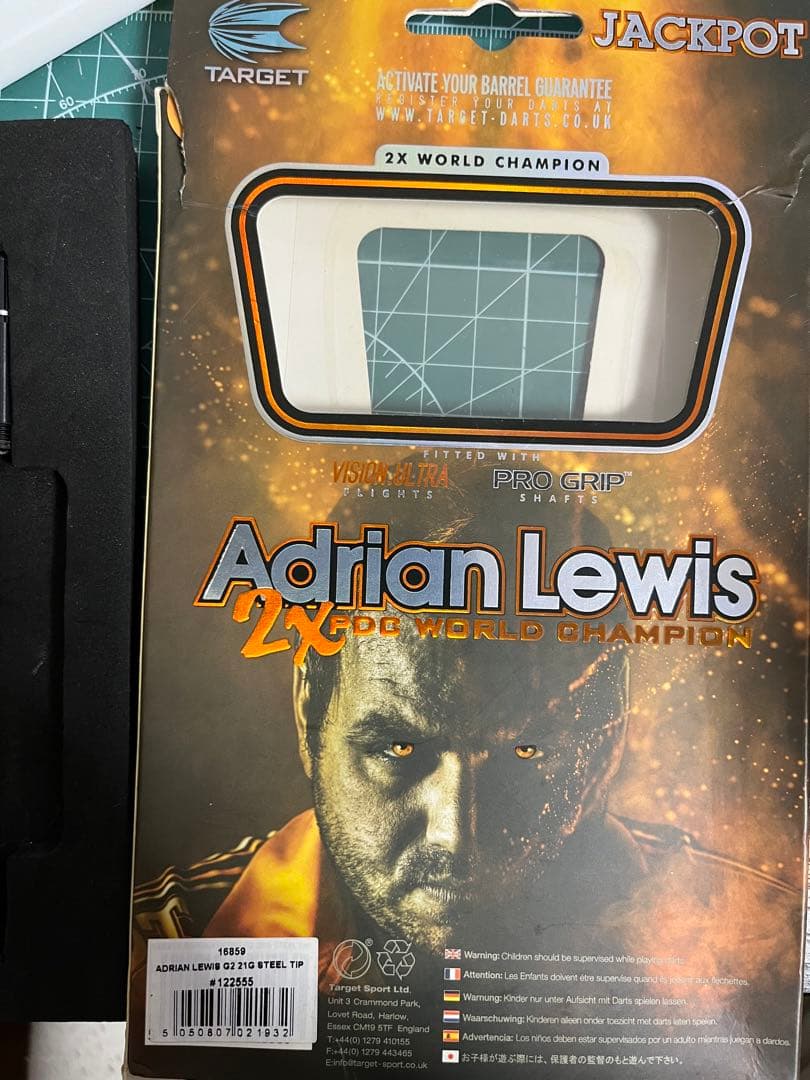 TARGET
JACKPOT
ACTIVATE YOUR BARREL GUARANTEE
REGISTER YOUR DARTS AT
WWW.TARGET-DARTS.CO.UK
2X WORLD CHAMPION
FITTED WITH
VISION ULTRA
FLIGHTS
PRO GRIP™
SHAFTS
Adrian Lewis
2X PDC WORLD CHAMPION
16859
ADRIAN LEWIS G2 21G STEEL TIP
#122555
5 050807 021932
Target Sport Ltd.
Unit 3 Crammond Park,
Lovet Road, Harlow,
Essex CM19 5TF England
T:+44(0) 1279 410155
F:+44(0) 1279 443465
E:info@target-sport.co.uk
Warning: Children should be supervised while playing darts.
Attention: Les Enfants doivent étre supervise quand ils jouent aux flechettes.
Warnung: Kinder nur unter Aufsicht mit Darts spielen lassen.
Waarschuwing: Kinderen alleen onder toezicht met darts laten spelen.
Advertencia: Los niños deben estar supervisados por un adulto mientras juegan a dardos.
お子様が遊ぶ際には、保護者の監督のもと遊んで下さい。
60
70